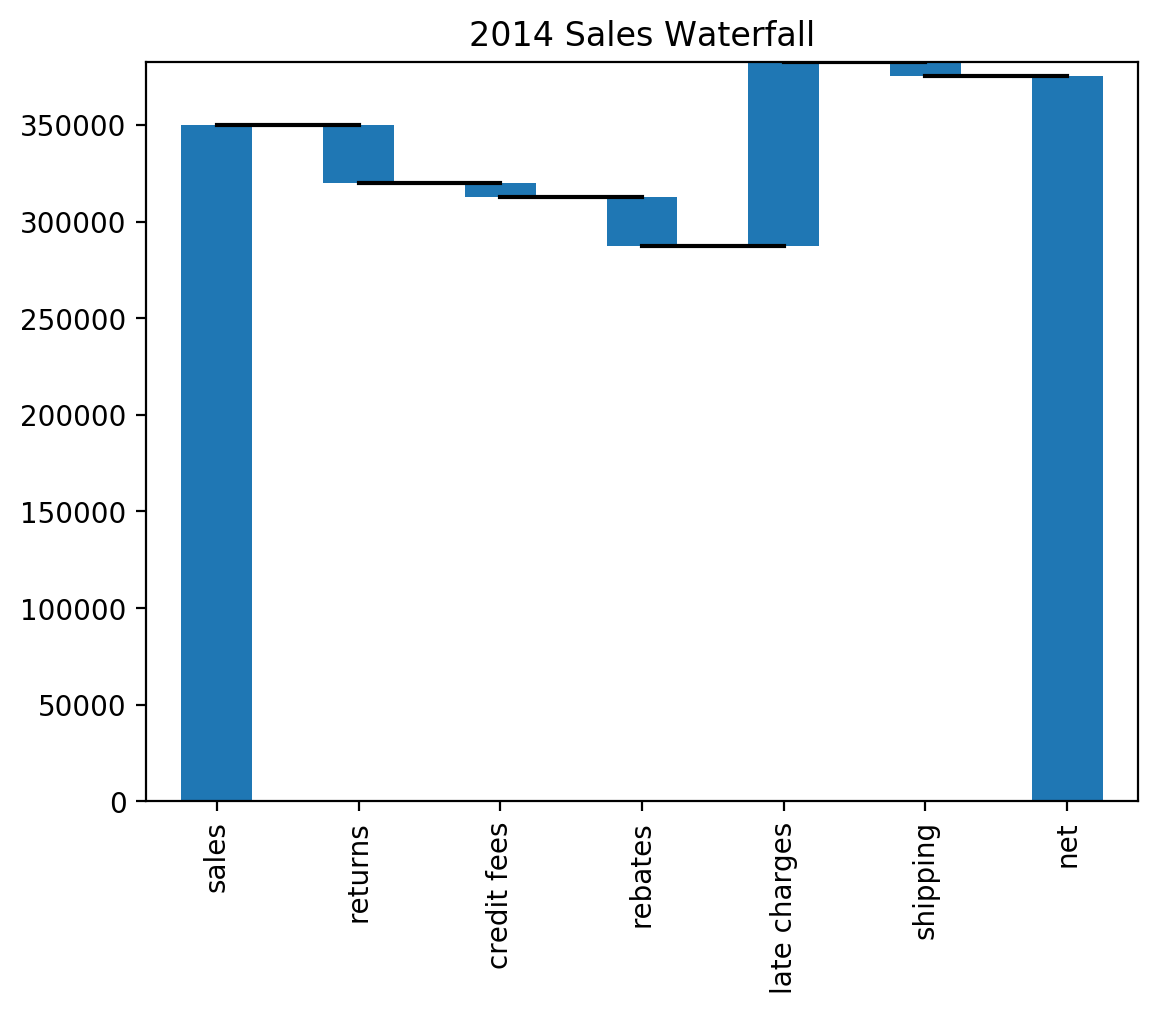 2014 Sales Waterfall
350000
300000
250000
200000
150000
100000
50000
0
sales
returns
credit fees
rebates
late charges
shipping
net